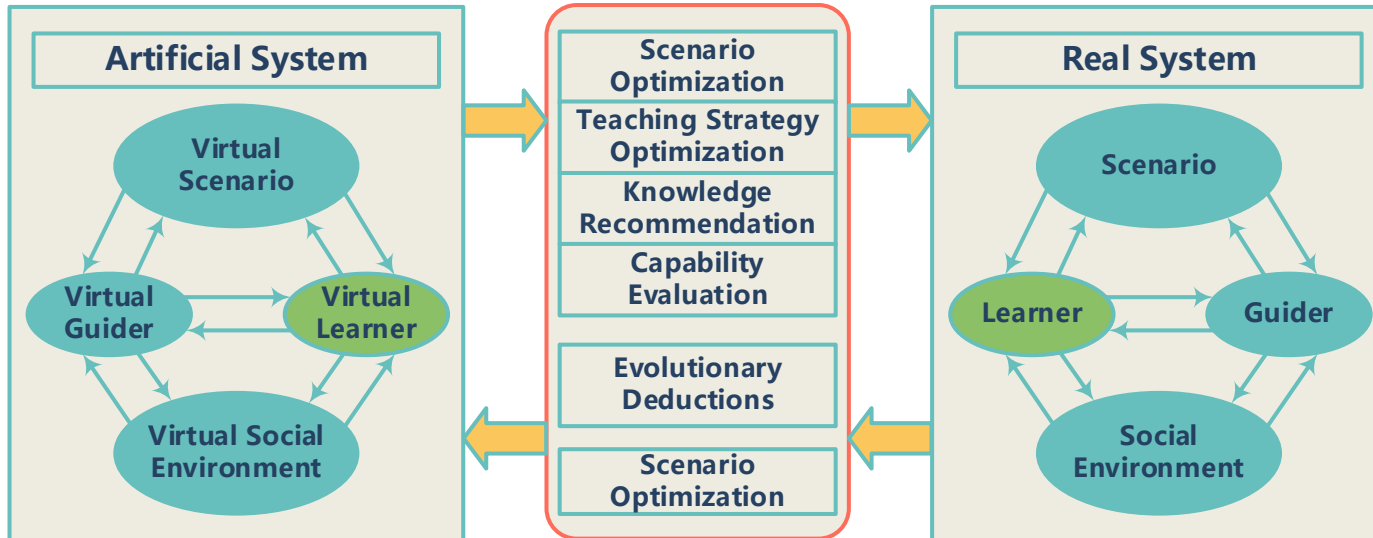 Artificial System
Virtual
Scenario
Virtual
Guider
Virtual
Learner
Virtual Social
Environment
Scenario
Optimization
Teaching Strategy
Optimization
Knowledge
Recommendation
Capability
Evaluation
Evolutionary
Deductions
Scenario
Optimization
Real System
Scenario
Learner
Guider
Social
Environment